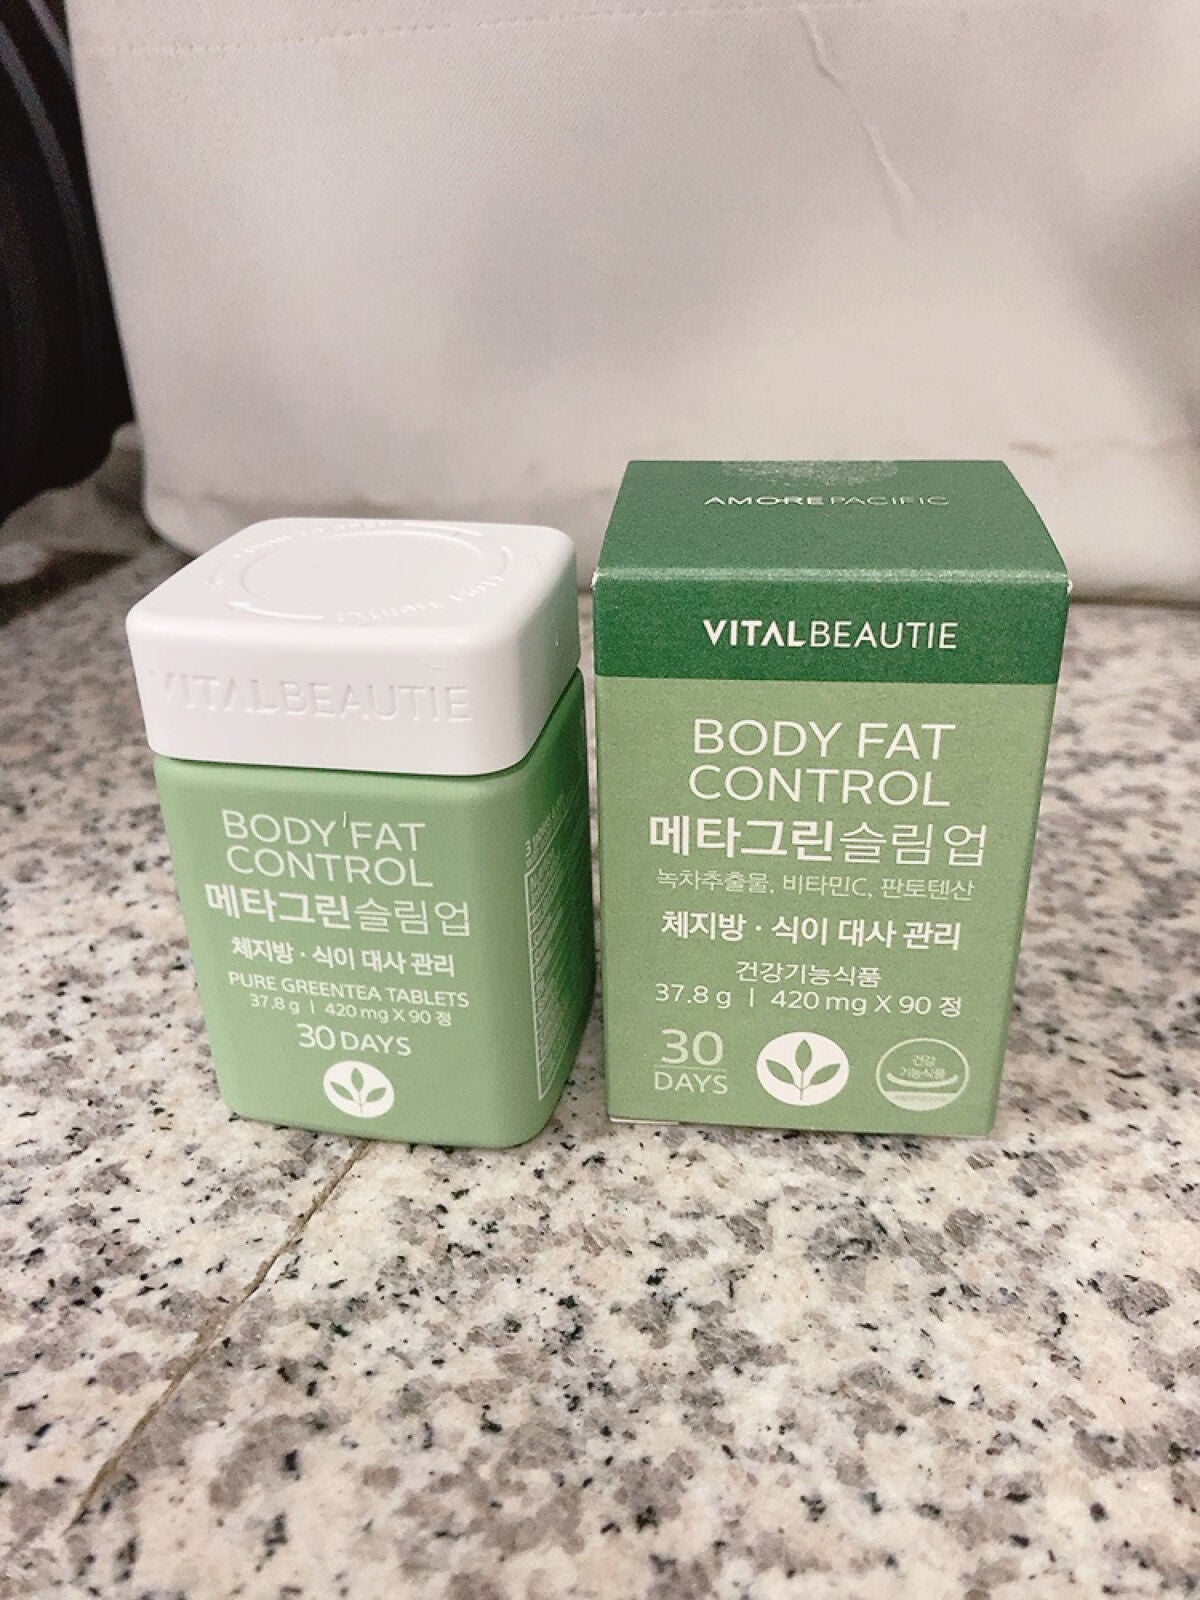 VITALBEAUTIE
BODY FAT
CONTROL
메타그린슬림업
체지방 · 식이 대사 관리
PURE GREENTEA TABLETS
37.8 g | 420 mg X 90 정
30 DAYS
AMOREPACIFIC
VITALBEAUTIE
BODY FAT
CONTROL
메타그린슬림업
녹차추출물, 비타민C, 판토텐산
체지방 · 식이 대사 관리
건강기능식품
37.8 g | 420 mg X 90 정
30
DAYS
건강
기능식품